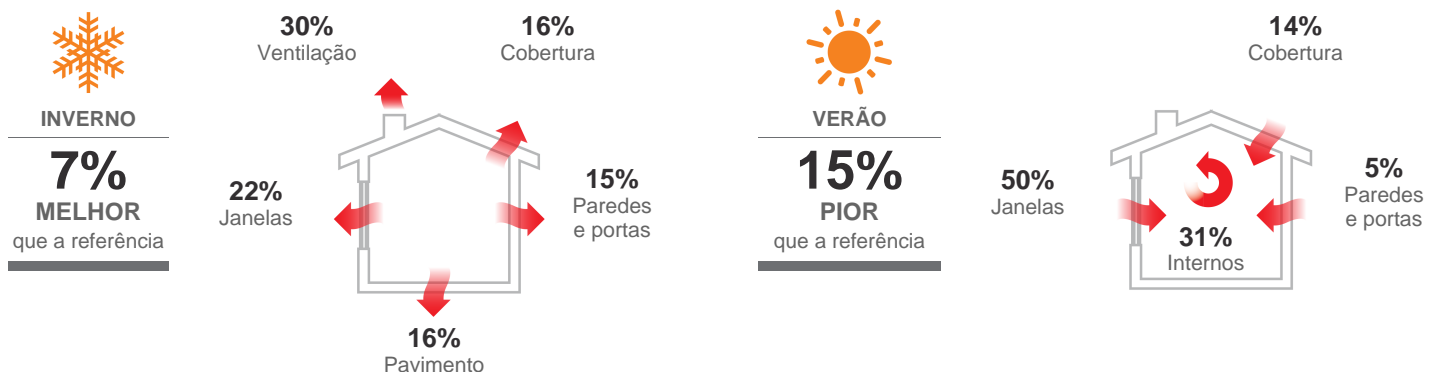 INVERNO
7%
MELHOR
que a referência
30%
Ventilação
16%
Cobertura
22%
Janelas
15%
Paredes
e portas
16%
Pavimento
VERÃO
15%
PIOR
que a referência
14%
Cobertura
50%
Janelas
5%
Paredes
e portas
31%
Internos